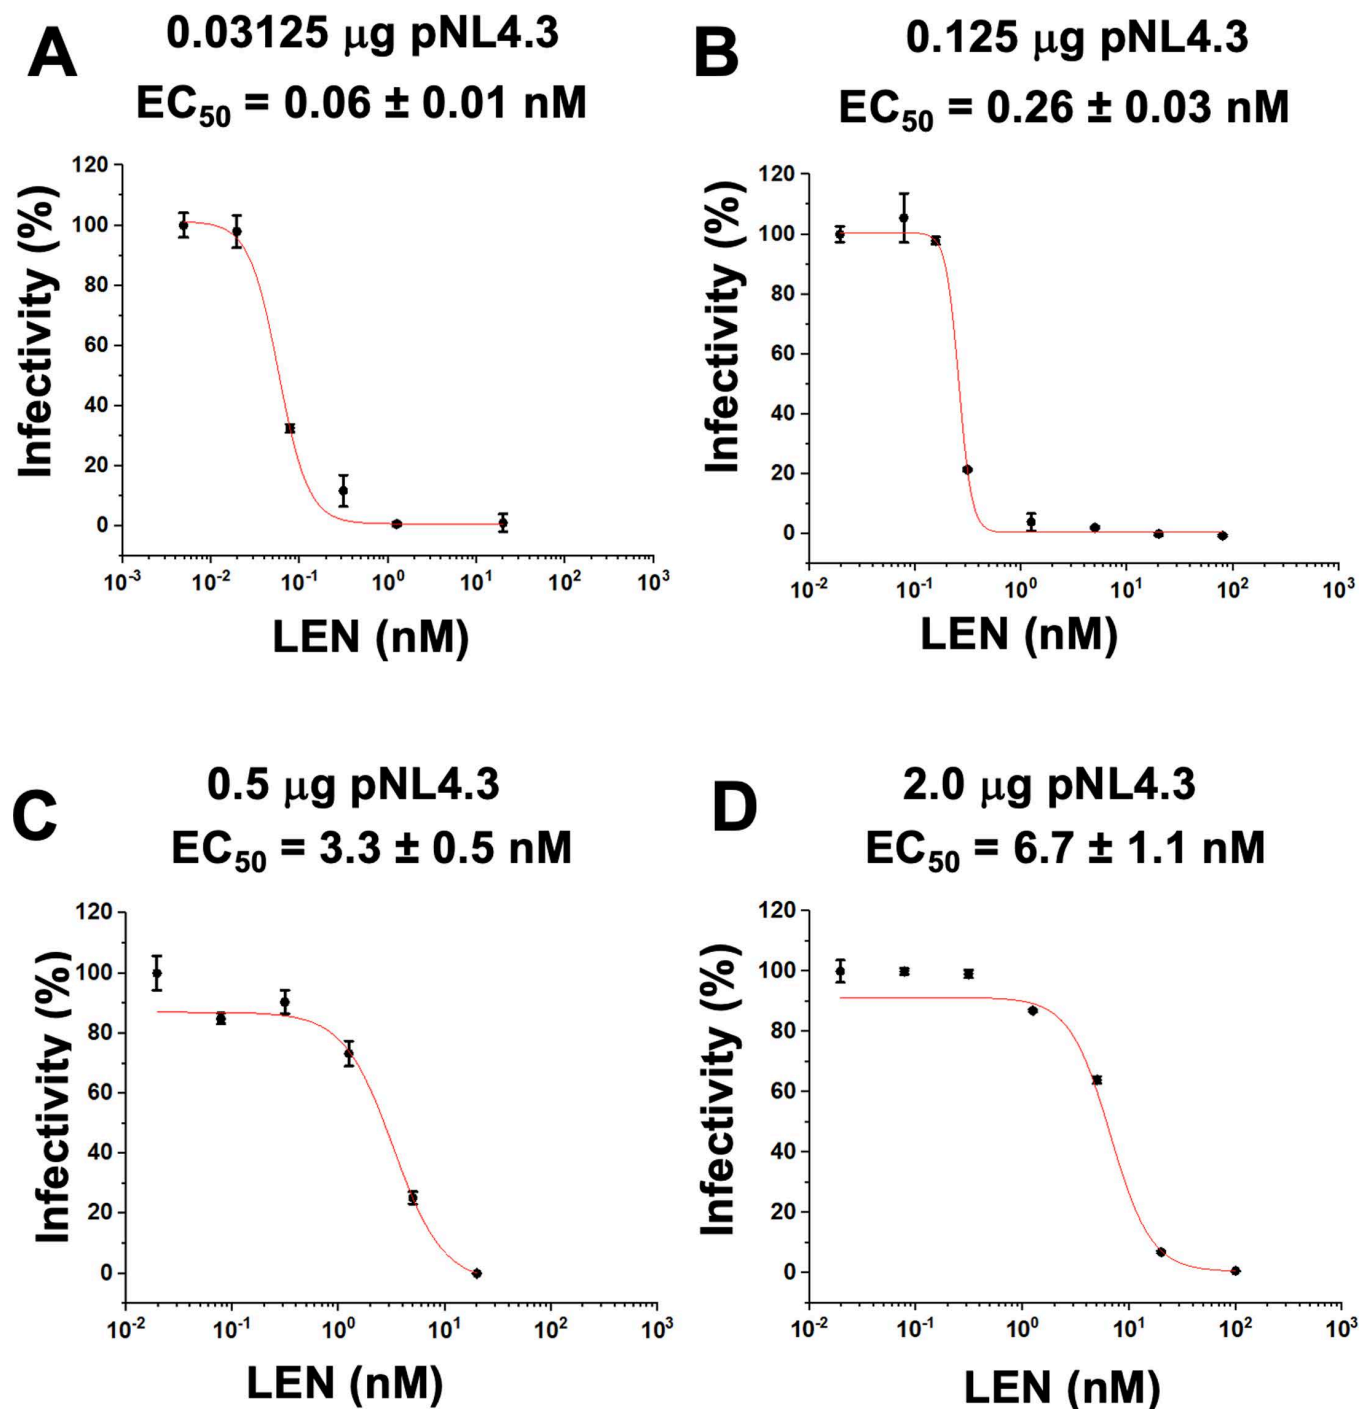 A
0.03125 μg pNL4.3
EC50 = 0.06 ± 0.01 nM
120
100
80
60
40
20
0
Infectivity (%)
10-3 10-2 10-1 100 101 102 103
LEN (nM)
B
0.125 μg pNL4.3
EC50 = 0.26 ± 0.03 nM
120
100
80
60
40
20
0
Infectivity (%)
10-2 10-1 100 101 102 103
LEN (nM)
C
0.5 μg pNL4.3
EC50 = 3.3 ± 0.5 nM
120
100
80
60
40
20
0
Infectivity (%)
10-2 10-1 100 101 102 103
LEN (nM)
D
2.0 μg pNL4.3
EC50 = 6.7 ± 1.1 nM
120
100
80
60
40
20
0
Infectivity (%)
10-2 10-1 100 101 102 103
LEN (nM)